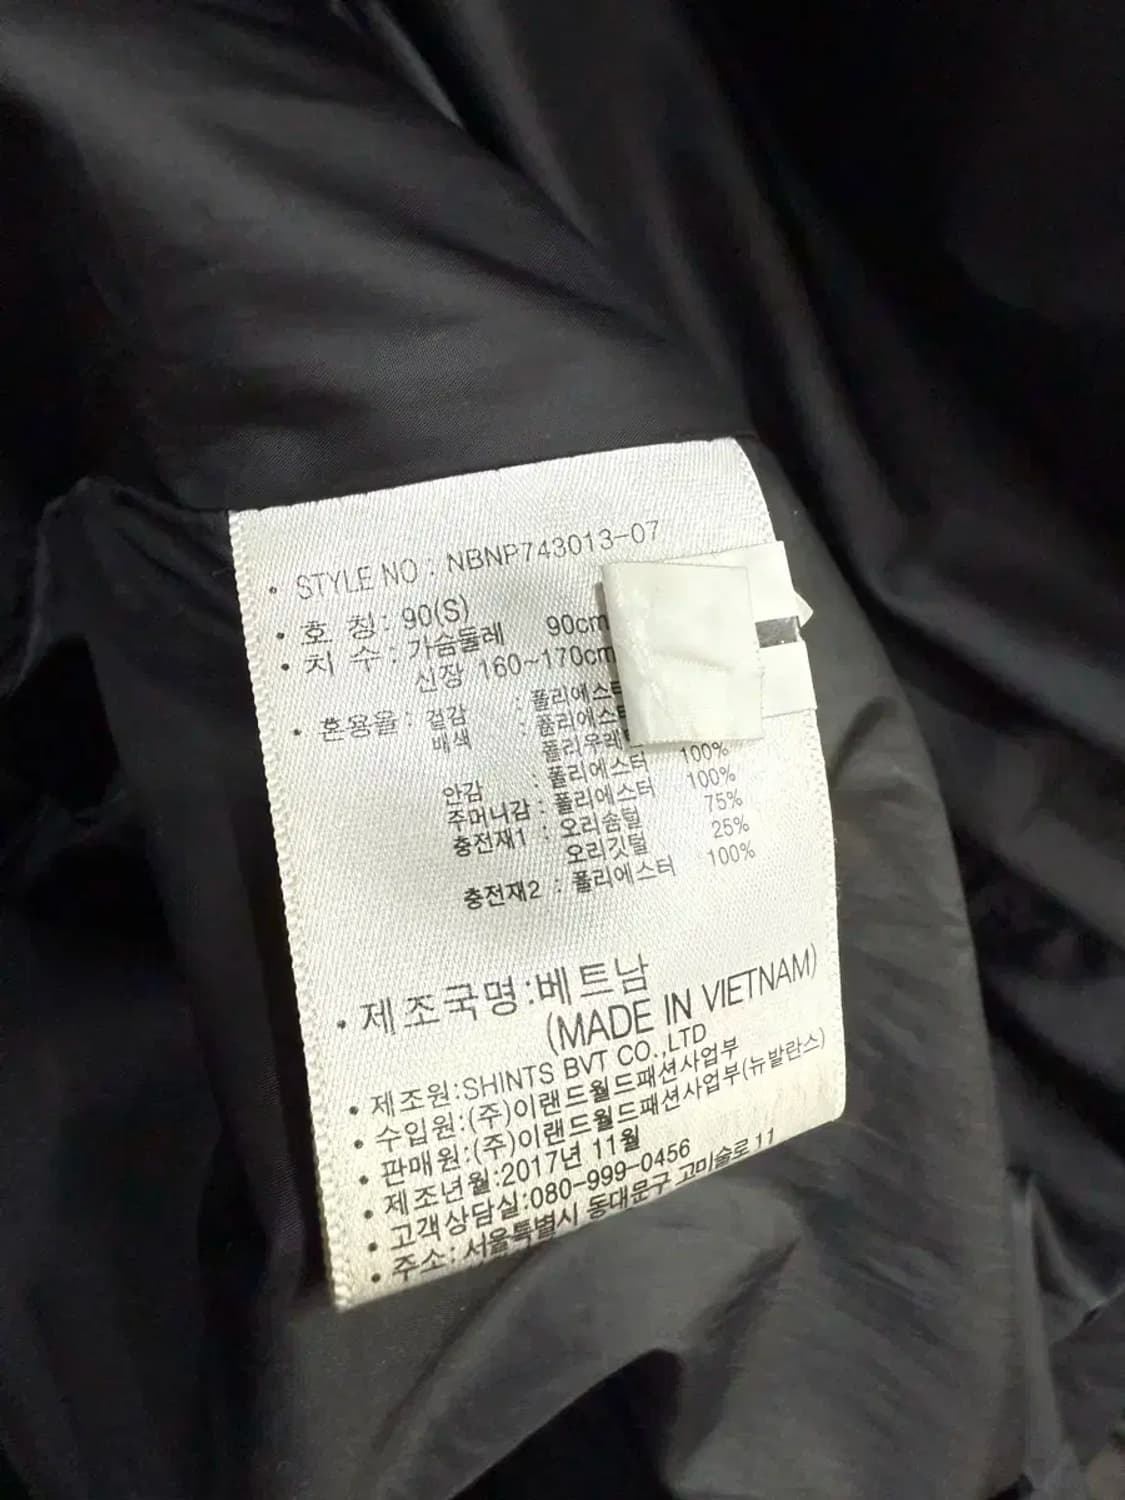 • STYLE NO : NBNP743013-07
• 호 칭: 90(S)
• 치 수 : 가슴둘레 90cm
신장 160~170cm
• 혼용율 : 겉감 : 폴리에스
배색 : 폴리에스
폴리우레
안감 : 폴리에스터 100%
주머니감 : 폴리에스터 100%
충전재1 : 오리솜털 75%
오리깃털 25%
충전재2 : 폴리에스터 100%
• 제조국명:베트남
(MADE IN VIETNAM)
• 제조원:SHINTS BVT CO.,LTD
• 수입원:(주)이랜드월드패션사업부
• 판매원:(주)이랜드월드패션사업부(뉴발란스)
• 제조년월:2017년 11월
• 고객상담실:080-999-0456
• 주소: 서울특별시 동대문구 고미술로 11